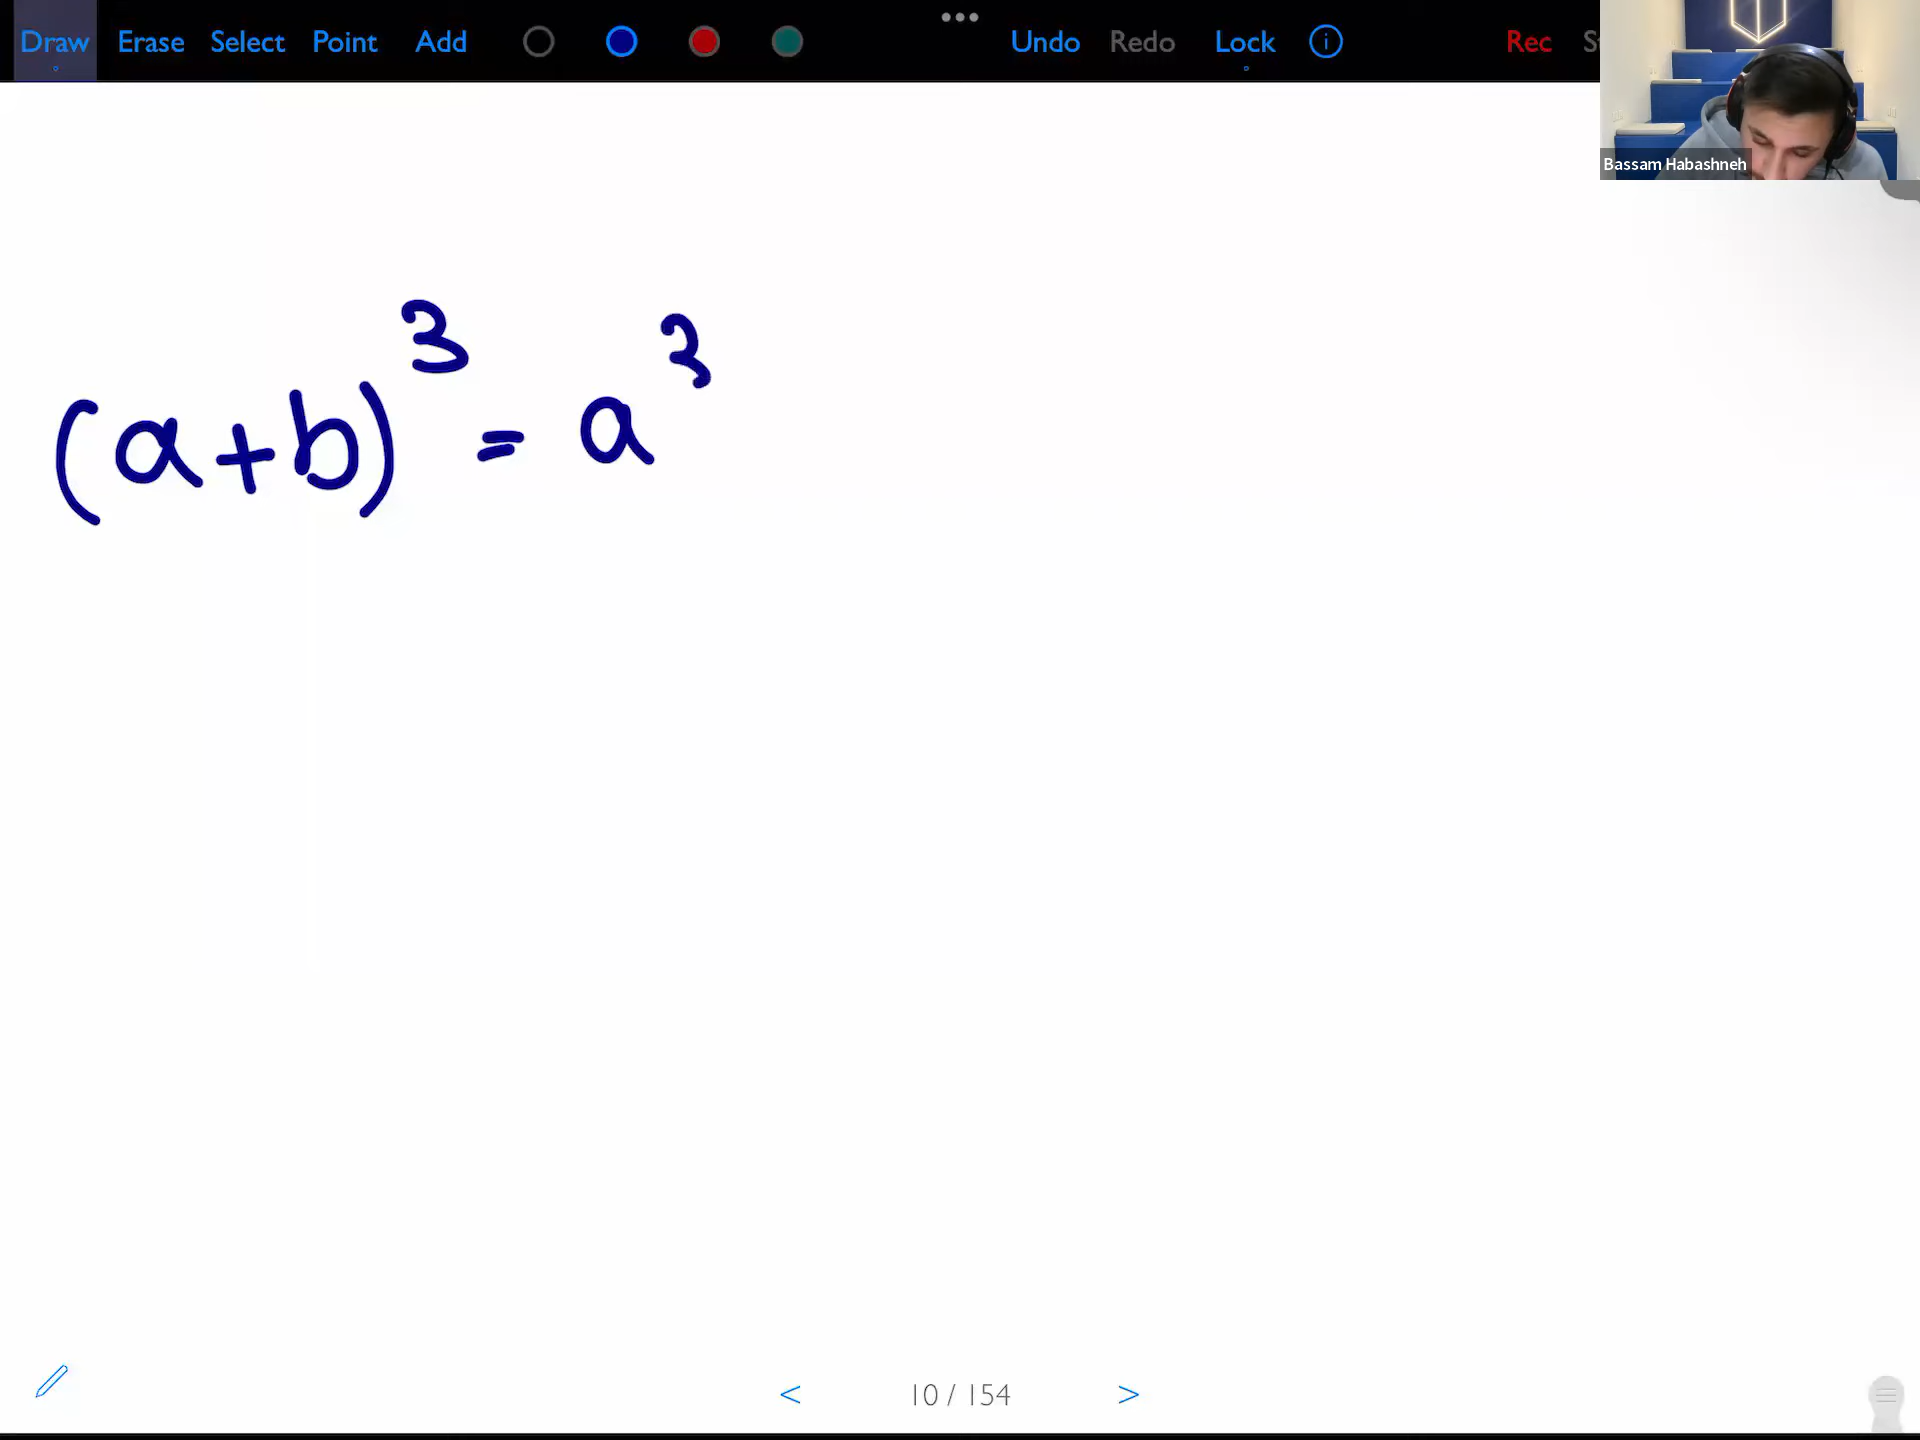 Draw Erase Select Point Add Undo Redo Lock i Rec
Bassam Habashneh
(a+b)³ = a³
< 10 / 154 >